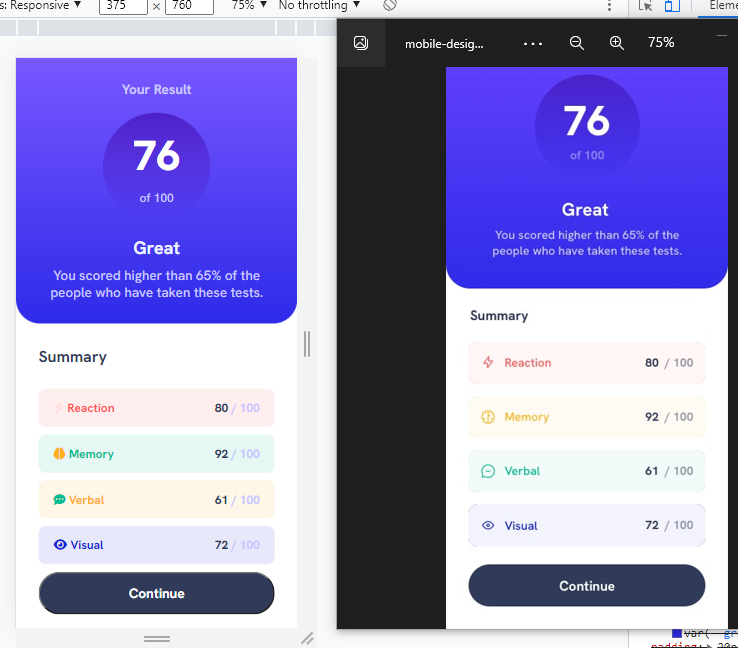 s: Responsive ▼ 375 × 760 75% ▼ No throttling ▼
Eleme
mobile-desig... 75%
Your Result
76
of 100
Great
You scored higher than 65% of the
people who have taken these tests.
Summary
Reaction 80 / 100
Memory 92 / 100
Verbal 61 / 100
Visual 72 / 100
Continue
76
of 100
Great
You scored higher than 65% of the
people who have taken these tests.
Summary
Reaction 80 / 100
Memory 92 / 100
Verbal 61 / 100
Visual 72 / 100
Continue
var(--gr
padding: 20p